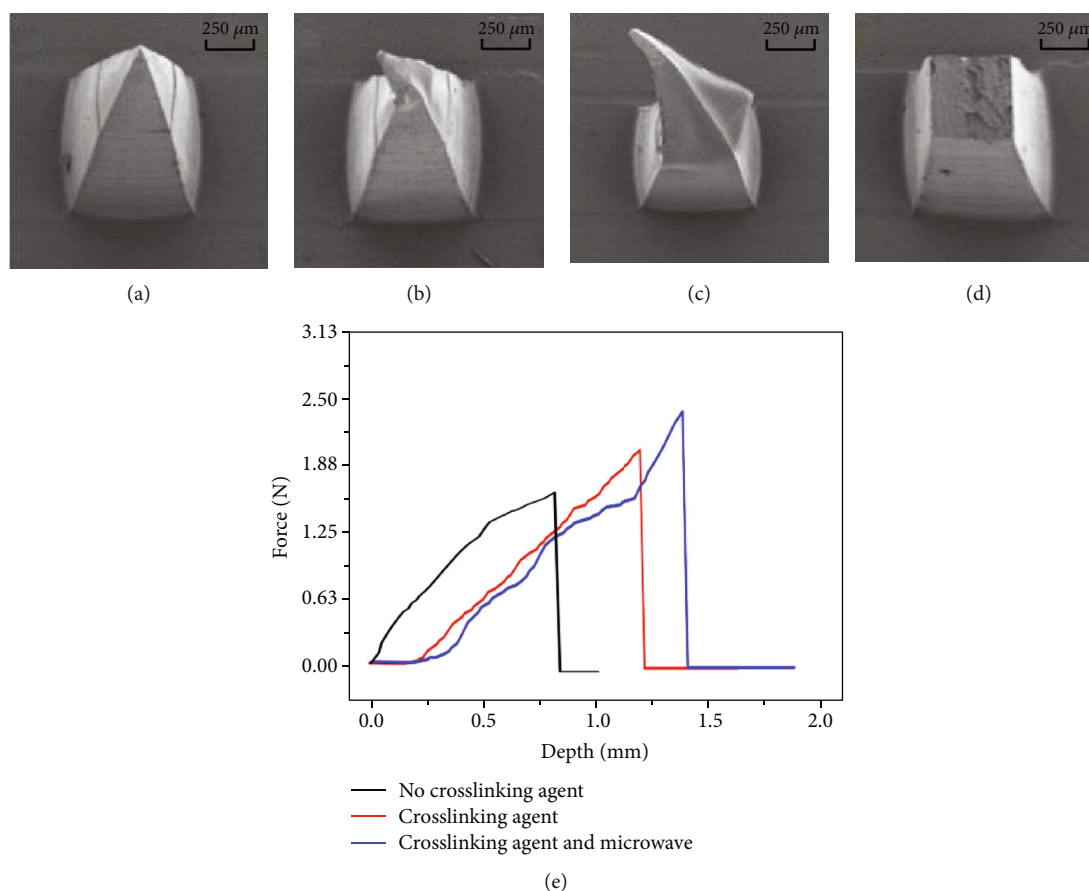 250 μm
250 μm
250 μm
250 μm
(a)
(b)
(c)
(d)
3.13
2.50
1.88
1.25
0.63
0.00
Force (N)
0.0
0.5
1.0
1.5
2.0
Depth (mm)
No crosslinking agent
Crosslinking agent
Crosslinking agent and microwave
(e)